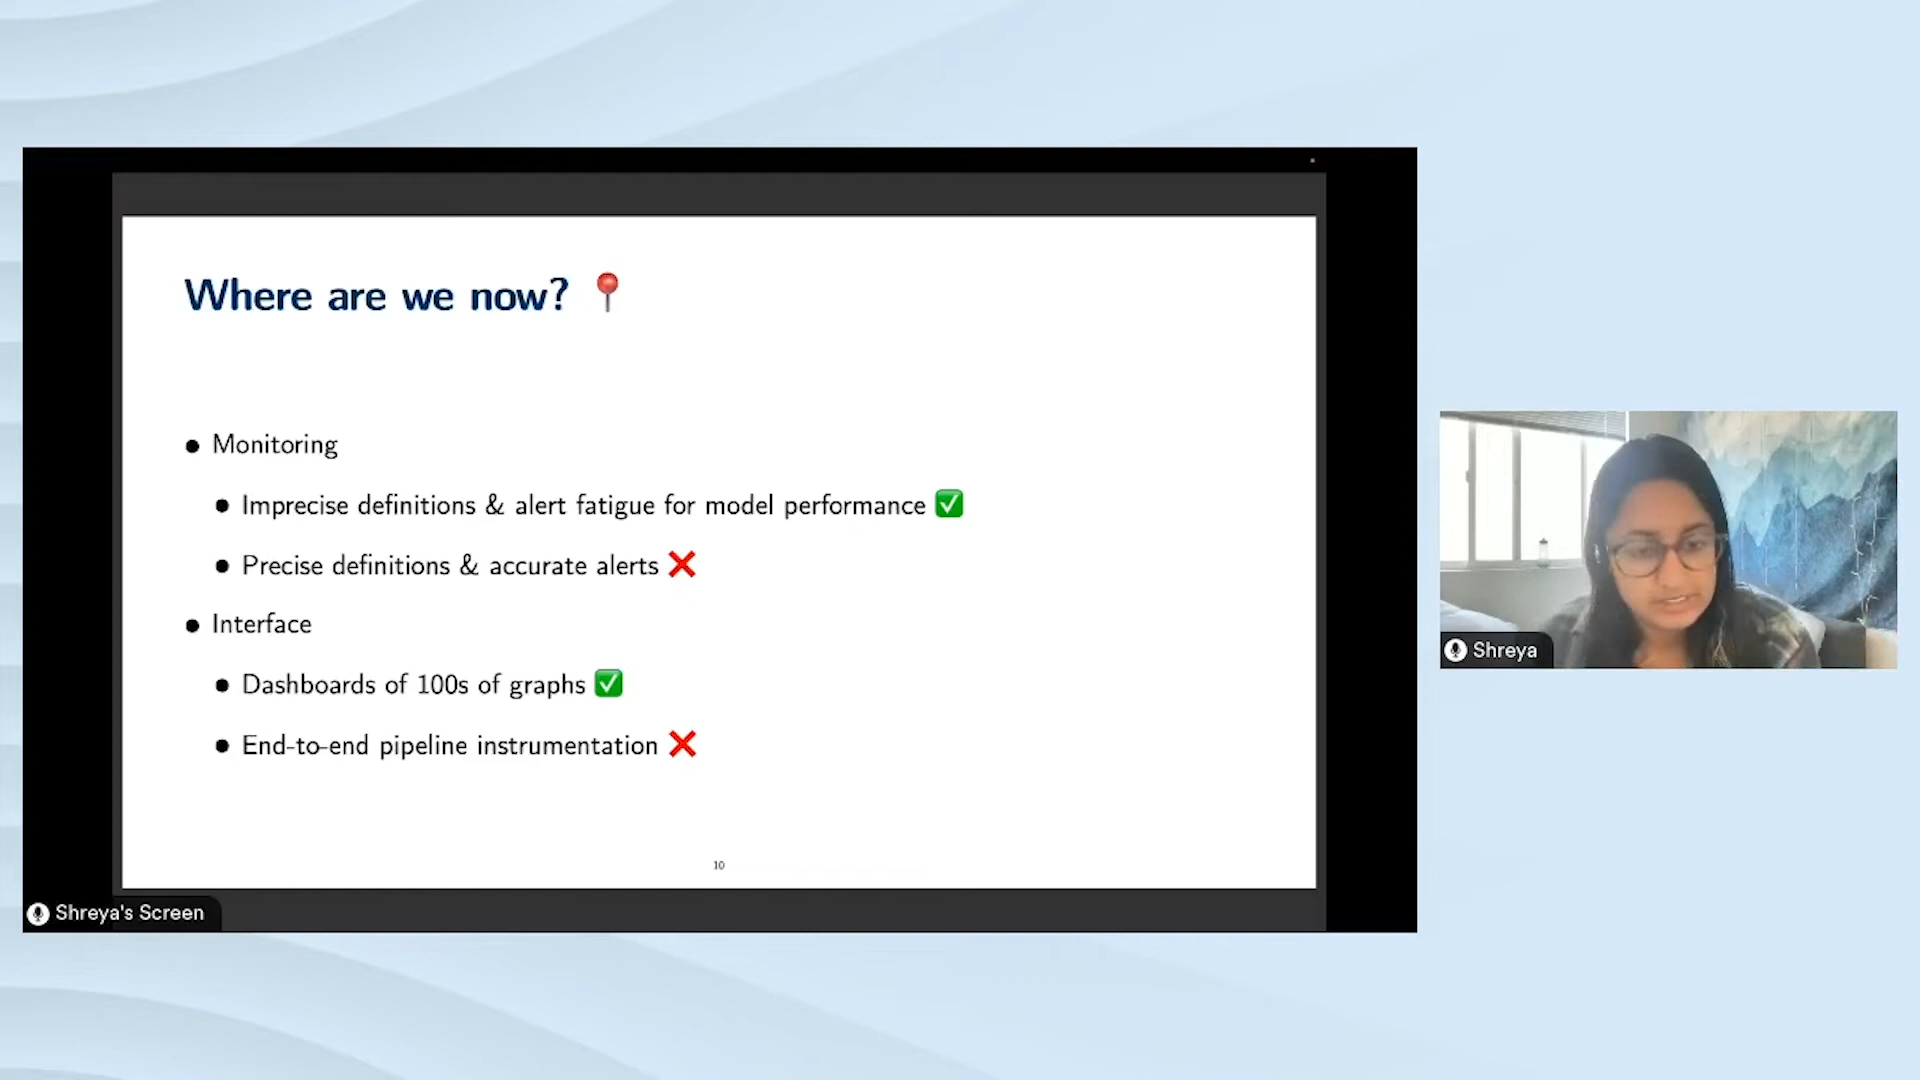 Where are we now? 📍
● Monitoring
● Imprecise definitions & alert fatigue for model performance ✅
● Precise definitions & accurate alerts ❌
● Interface
● Dashboards of 100s of graphs ✅
● End-to-end pipeline instrumentation ❌
10
Shreya's Screen
Shreya